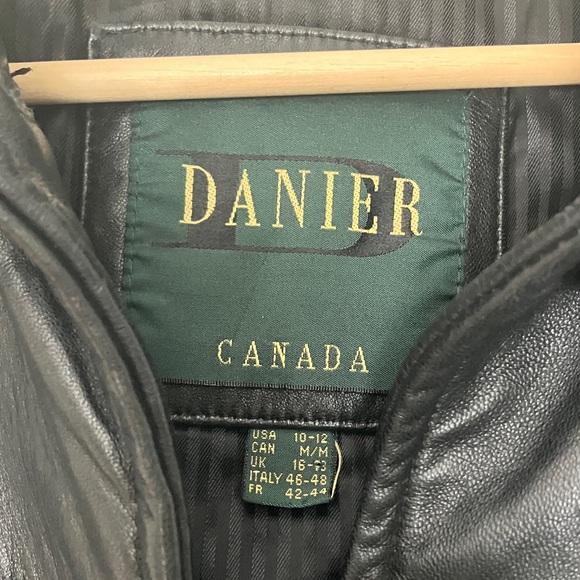 DANIER
CANADA
USA 10-12
CAN M/M
UK
ITALY 46-48
FR 42-44